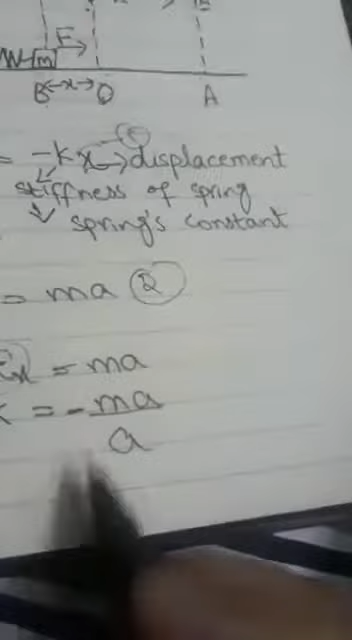 m F
B ←x→ O A
= -kx → displacement
stiffness of spring
spring's constant
= ma ②
= ma
= - ma
a